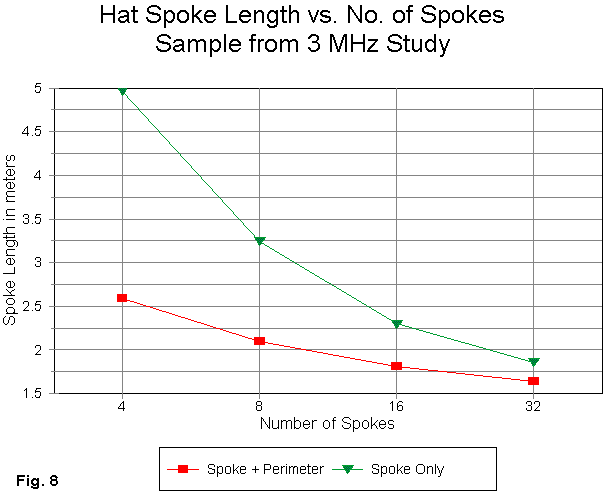 Hat Spoke Length vs. No. of Spokes
Sample from 3 MHz Study
Spoke Length in meters
5
4.5
4
3.5
3
2.5
2
1.5
4 8 16 32
Number of Spokes
Spoke + Perimeter Spoke Only
Fig. 8